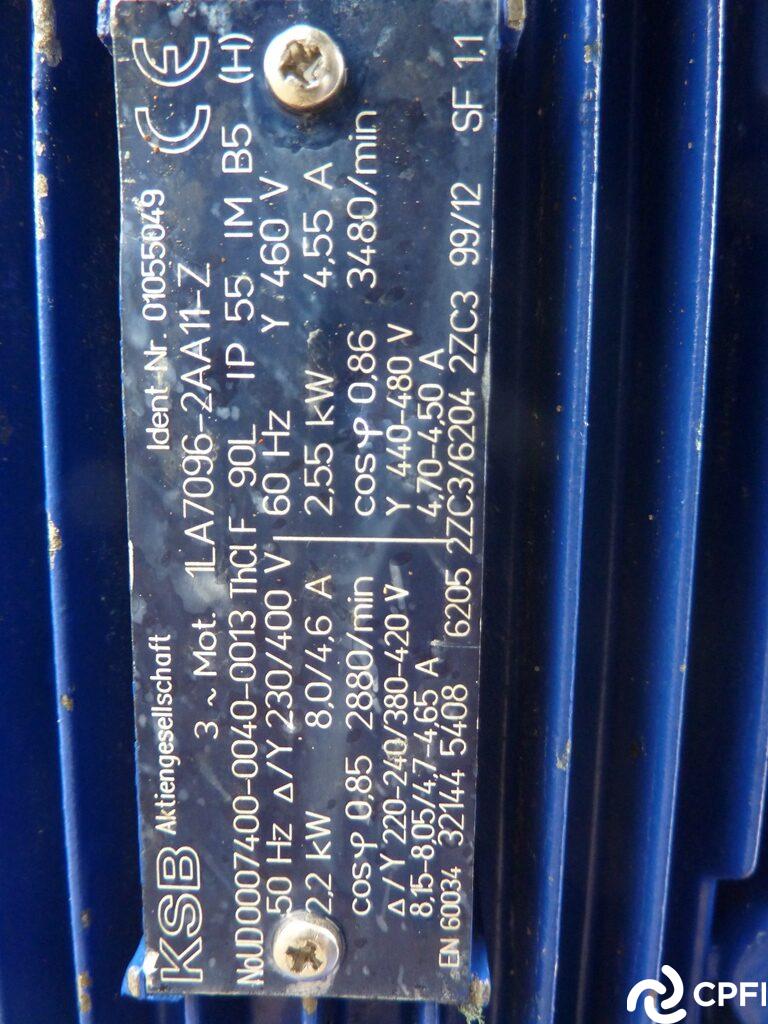 KSB Aktiengesellschaft Ident-Nr. 01055049 CE
3 ~ Mot. 1LA7096-2AA11-Z
NoUD0007400-0040-0013 ThCl F 90L IP 55 IM B5 (H)
50 Hz Δ/Y 230/400 V 60 Hz Y 460 V
2,2 kW 8,0/4,6 A 2,55 kW 4,55 A
cosφ 0,85 2880/min cosφ 0,86 3480/min
Δ/Y 220-240/380-420 V Y 440-480 V
8,15-8,05/4,7-4,65 A 4,70-4,50 A
EN 60034 32144 5408 6205 2ZC3/6204 2ZC3 99/12 SF 1,1
CPFI